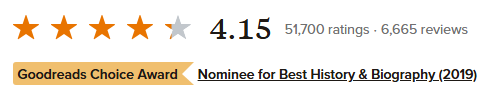 4.15 51,700 ratings · 6,665 reviews
Goodreads Choice Award Nominee for Best History & Biography (2019)